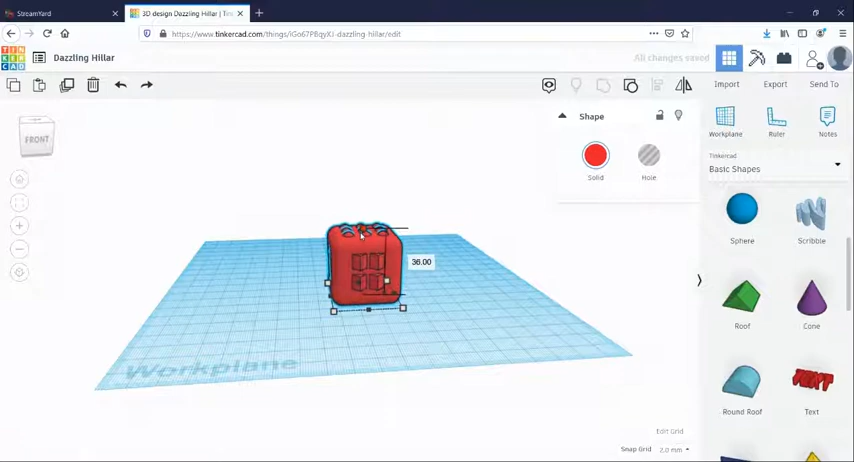 StreamYard
3D design Dazzling Hillar | Tin
https://www.tinkercad.com/things/
-dazzling-hillar/edit
TIN
KER
CAD
Dazzling Hillar
All changes saved
Import
Export
Send To
FRONT
Shape
Solid
Hole
Workplane
Ruler
Notes
Tinkercad
Basic Shapes
Sphere
Scribble
36.00
Roof
Cone
Workplane
TEXT
Round Roof
Text
Edit Grid
Snap Grid
2.0 mm